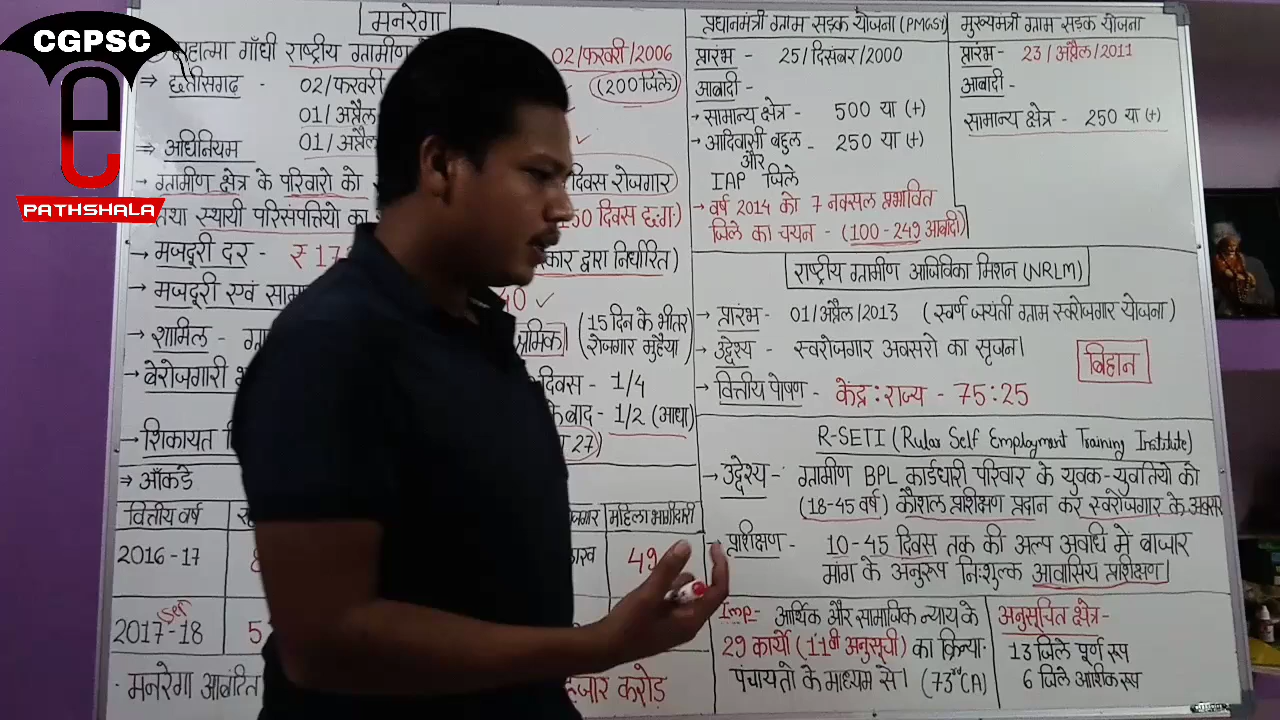 CGPSC
PATHSHALA
मनरेगा
महात्मा गाँधी राष्ट्रीय ग्रामीण
02/फरवरी/2006
⇒ छत्तीसगढ़ - 02/फरवरी
(200 जिले)
01/अप्रैल
01/अप्रैल
⇒ अधिनियम
→ ग्रामीण क्षेत्र के परिवारो को
दिवस रोजगार
तथा स्थायी परिसंपत्तियो का
150 दिवस छ.ग.)
→ मजदूरी दर - ₹ 17
द्वारा निर्धारित)
→ मजदूरी एवं
40
→ शामिल -
श्रमिक (15 दिन के भीतर
रोजगार मुहैया)
→ बेरोजगारी
दिवस - 1/4
के बाद - 1/2 (आधा)
→ शिकायत
27)
→ आँकडे
वित्तीय वर्ष
महिला भागीदारी
2016-17
लाख
49
2017-18
5
मनरेगा आबंटित
हजार करोड़
प्रधानमंत्री ग्राम सड़क योजना (PMGSY)
प्रारंभ - 25/दिसंबर/2000
आबादी -
→ सामान्य क्षेत्र - 500 या (+)
→ आदिवासी बहुल - 250 या (+)
और
IAP जिले
→ वर्ष 2014 को 7 नक्सल प्रभावित
जिले का चयन - (100-249 आबादी)
मुख्यमंत्री ग्राम सड़क योजना
प्रारंभ - 23/अप्रैल/2011
आबादी -
सामान्य क्षेत्र - 250 या (+)
राष्ट्रीय ग्रामीण आजिविका मिशन (NRLM)
→ प्रारंभ - 01/अप्रैल/2013 (स्वर्ण जयंती ग्राम स्वरोजगार योजना)
→ उद्देश्य - स्वरोजगार अवसरो का सृजन।
बिहान
→ वित्तीय पोषण - केंद्र : राज्य - 75:25
R-SETI (Rular Self Employment Training Institute)
→ उद्देश्य - ग्रामीण BPL कार्डधारी परिवार के युवक-युवतियो को
(18-45 वर्ष) कौशल प्रशिक्षण प्रदान कर स्वरोजगार के अवसर
→ प्रशिक्षण - 10-45 दिवस तक की अल्प अवधि में बाजार
मांग के अनुरूप निःशुल्क आवासिय प्रशिक्षण।
Imp- आर्थिक और सामाजिक न्याय के
29 कार्यो (11वी अनुसूची) का क्रिन्या.
पंचायतो के माध्यम से। (73rd CA)
अनुसूचित क्षेत्र -
13 जिले पूर्ण रूप
6 जिले आंशिक रूप